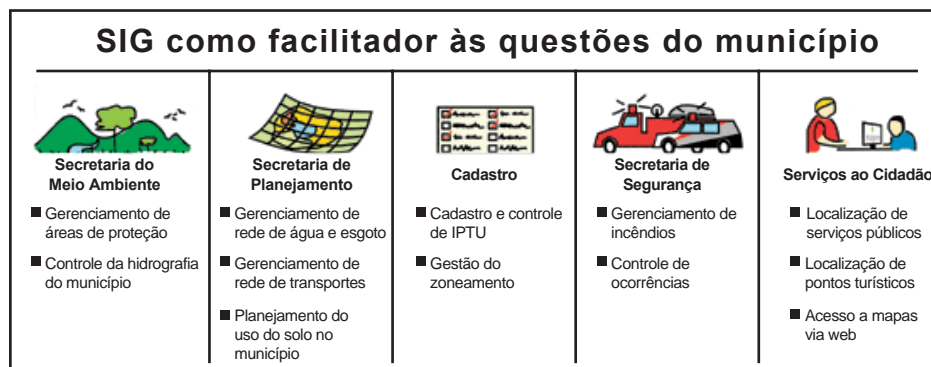 SIG como facilitador às questões do município
Secretaria do
Meio Ambiente
■ Gerenciamento de
áreas de proteção
■ Controle da hidrografia
do município
Secretaria de
Planejamento
■ Gerenciamento de
rede de água e esgoto
■ Gerenciamento de
rede de transportes
■ Planejamento do
uso do solo no
município
Cadastro
■ Cadastro e controle
de IPTU
■ Gestão do
zoneamento
Secretaria de
Segurança
■ Gerenciamento de
incêndios
■ Controle de
ocorrências
Serviços ao Cidadão
■ Localização de
serviços públicos
■ Localização de
pontos turísticos
■ Acesso a mapas
via web